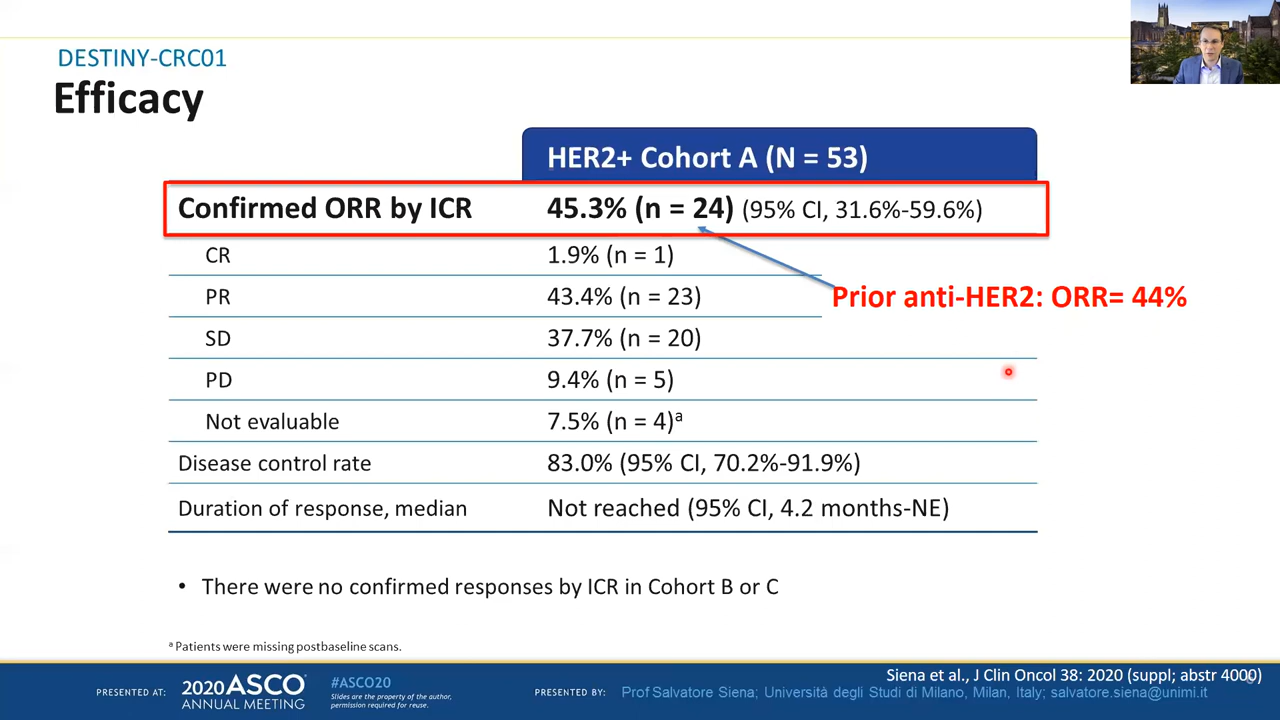 DESTINY-CRC01
Efficacy
HER2+ Cohort A (N = 53)
Confirmed ORR by ICR 45.3% (n = 24) (95% CI, 31.6%-59.6%)
CR 1.9% (n = 1)
PR 43.4% (n = 23)
Prior anti-HER2: ORR= 44%
SD 37.7% (n = 20)
PD 9.4% (n = 5)
Not evaluable 7.5% (n = 4)a
Disease control rate 83.0% (95% CI, 70.2%-91.9%)
Duration of response, median Not reached (95% CI, 4.2 months-NE)
• There were no confirmed responses by ICR in Cohort B or C
a Patients were missing postbaseline scans.
Siena et al., J Clin Oncol 38: 2020 (suppl; abstr 4000)
PRESENTED AT:
2020 ASCO
ANNUAL MEETING
#ASCO20
Slides are the property of the author,
permission required for reuse.
PRESENTED BY: Prof Salvatore Siena; Università degli Studi di Milano, Milan, Italy; salvatore.siena@unimi.it